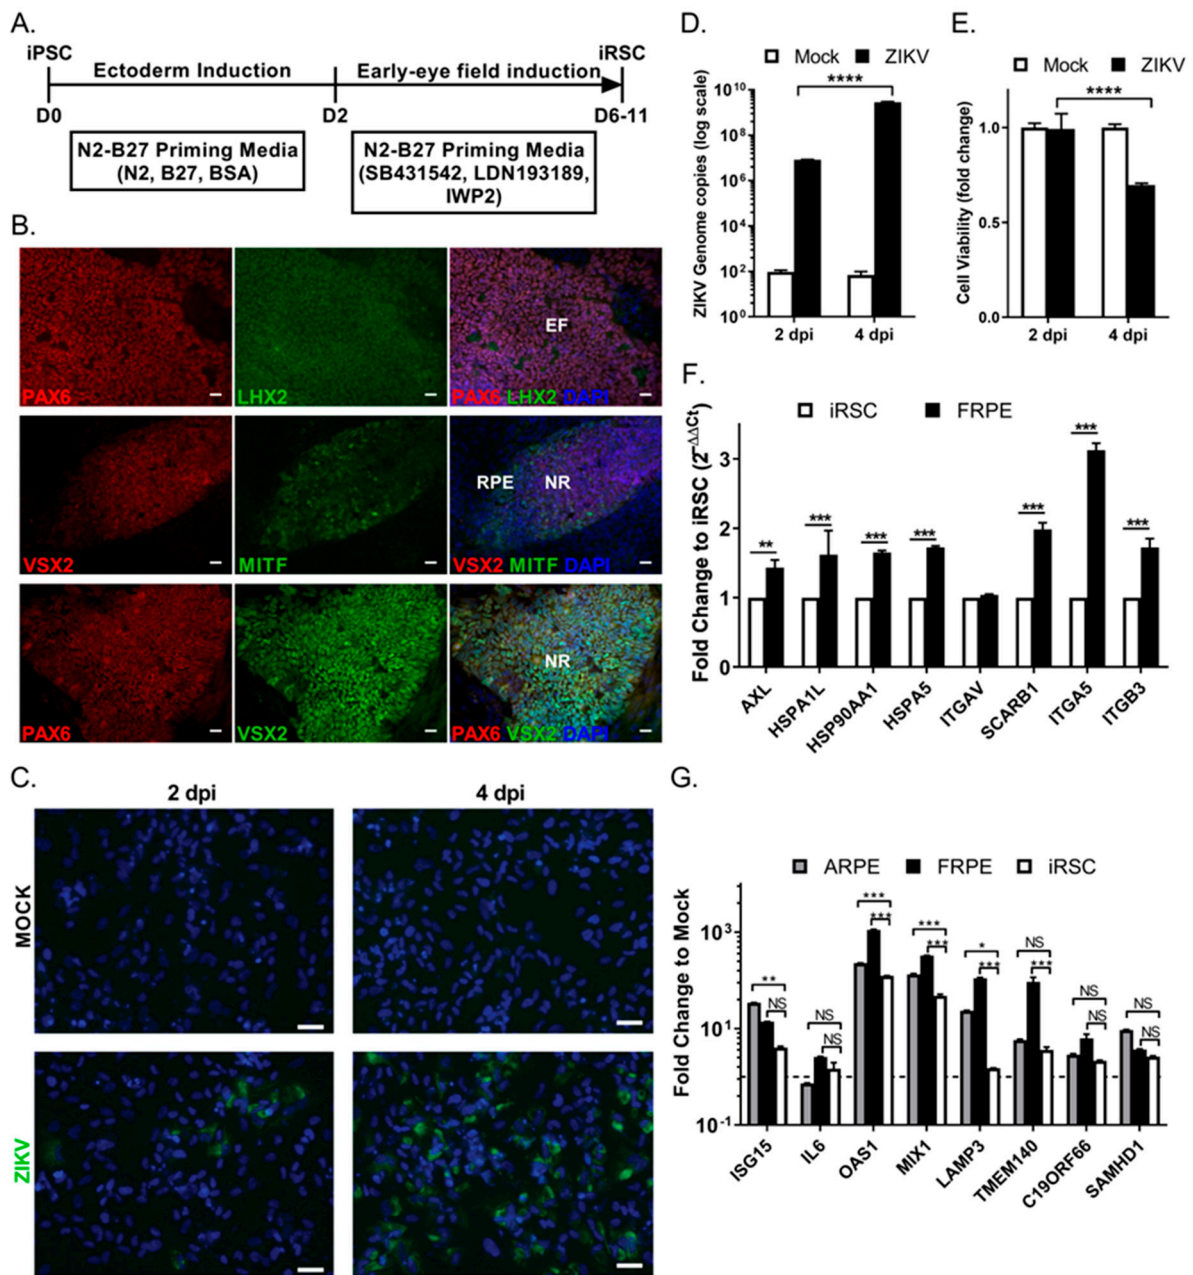 A.
iPSC
iRSC
Ectoderm Induction
Early-eye field induction
D0
D2
D6-11
N2-B27 Priming Media
(N2, B27, BSA)
N2-B27 Priming Media
(SB431542, LDN193189,
IWP2)
B.
EF
PAX6
LHX2
PAX6 LHX2 DAPI
RPE NR
VSX2
MITF
VSX2 MITF DAPI
NR
PAX6
VSX2
PAX6 VSX2 DAPI
C.
2 dpi
4 dpi
MOCK
ZIKV
D.
Mock ZIKV
****
ZIKV Genome copies (log scale)
10^10
10^8
10^6
10^4
10^2
10^0
2 dpi 4 dpi
E.
Mock ZIKV
****
Cell Viability (fold change)
1.0
0.5
0.0
2 dpi 4 dpi
F.
iRSC FRPE
Fold Change to iRSC (2^-ΔΔCt)
3
2
1
0
** *** *** *** *** *** ***
AXL
HSPA1L
HSP90AA1
HSPA5
ITGAV
SCARB1
ITGA5
ITGB3
G.
ARPE FRPE iRSC
Fold Change to Mock
10^3
10^1
10^-1
** NS
NS NS
*** ***
*** ***
* ***
NS ***
NS NS
NS NS
ISG15
IL6
OAS1
MIX1
LAMP3
TMEM140
C19ORF66
SAMHD1